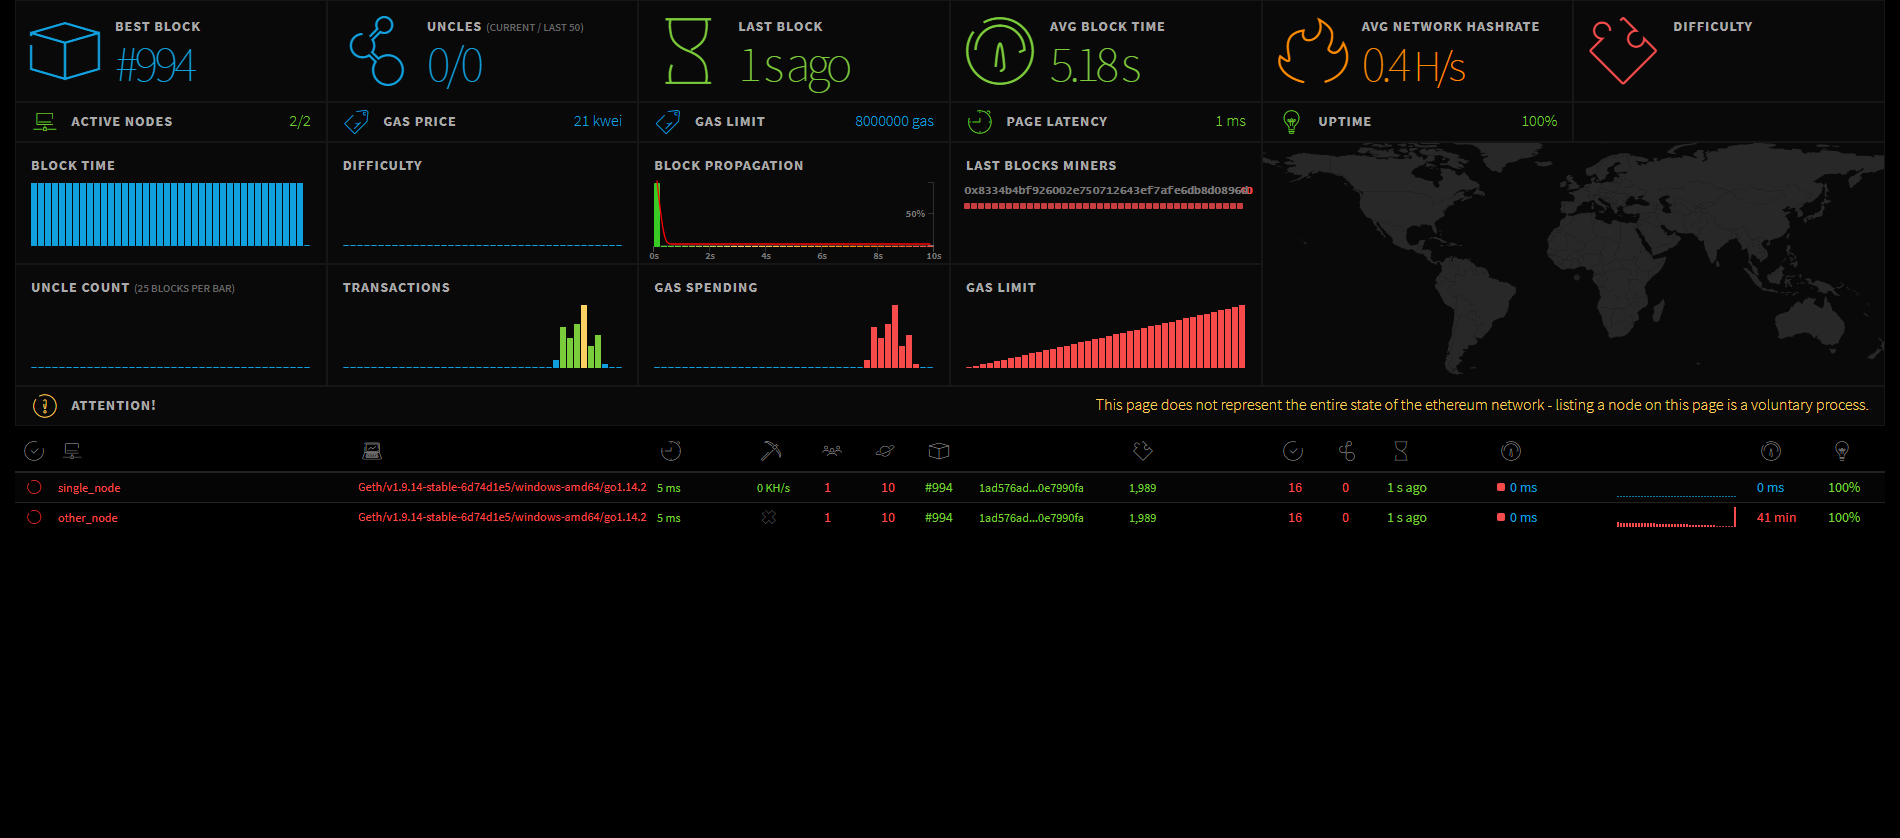 BEST BLOCK
#994
UNCLES (CURRENT / LAST 50)
0/0
LAST BLOCK
1 s ago
AVG BLOCK TIME
5.18 s
AVG NETWORK HASHRATE
0.4 H/s
DIFFICULTY
ACTIVE NODES 2/2
GAS PRICE 21 kwei
GAS LIMIT 8000000 gas
PAGE LATENCY 1 ms
UPTIME 100%
BLOCK TIME
DIFFICULTY
BLOCK PROPAGATION
50%
0s 2s 4s 6s 8s 10s
LAST BLOCKS MINERS
UNCLE COUNT (25 BLOCKS PER BAR)
TRANSACTIONS
GAS SPENDING
GAS LIMIT
ATTENTION!
This page does not represent the entire state of the ethereum network - listing a node on this page is a voluntary process.
single_node Geth/v1.9.14-stable-6d74d1e5/windows-amd64/go1.14.2 5 ms 0 KH/s 1 10 #994 1ad576ad...0e7990fa 1,989 16 0 1 s ago 0 ms 0 ms 100%
other_node Geth/v1.9.14-stable-6d74d1e5/windows-amd64/go1.14.2 5 ms 1 10 #994 1ad576ad...0e7990fa 1,989 16 0 1 s ago 0 ms 41 min 100%